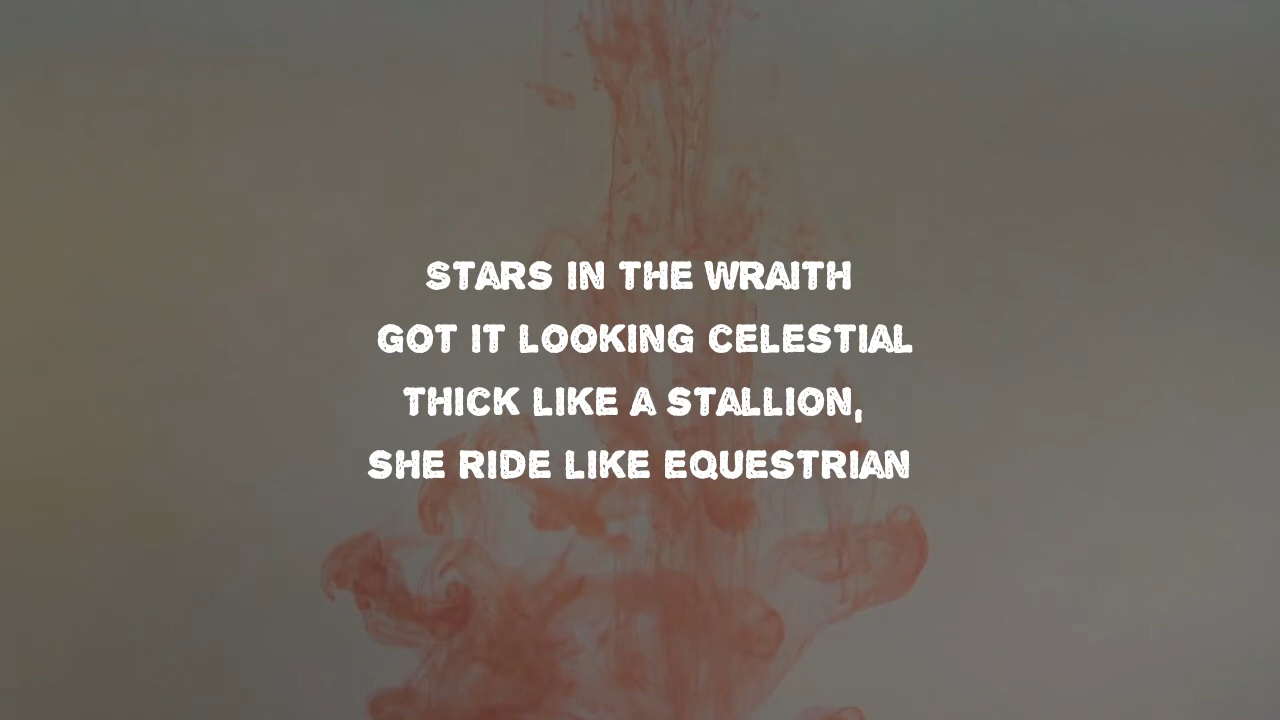 STARS IN THE WRAITH
GOT IT LOOKING CELESTIAL
THICK LIKE A STALLION,
SHE RIDE LIKE EQUESTRIAN